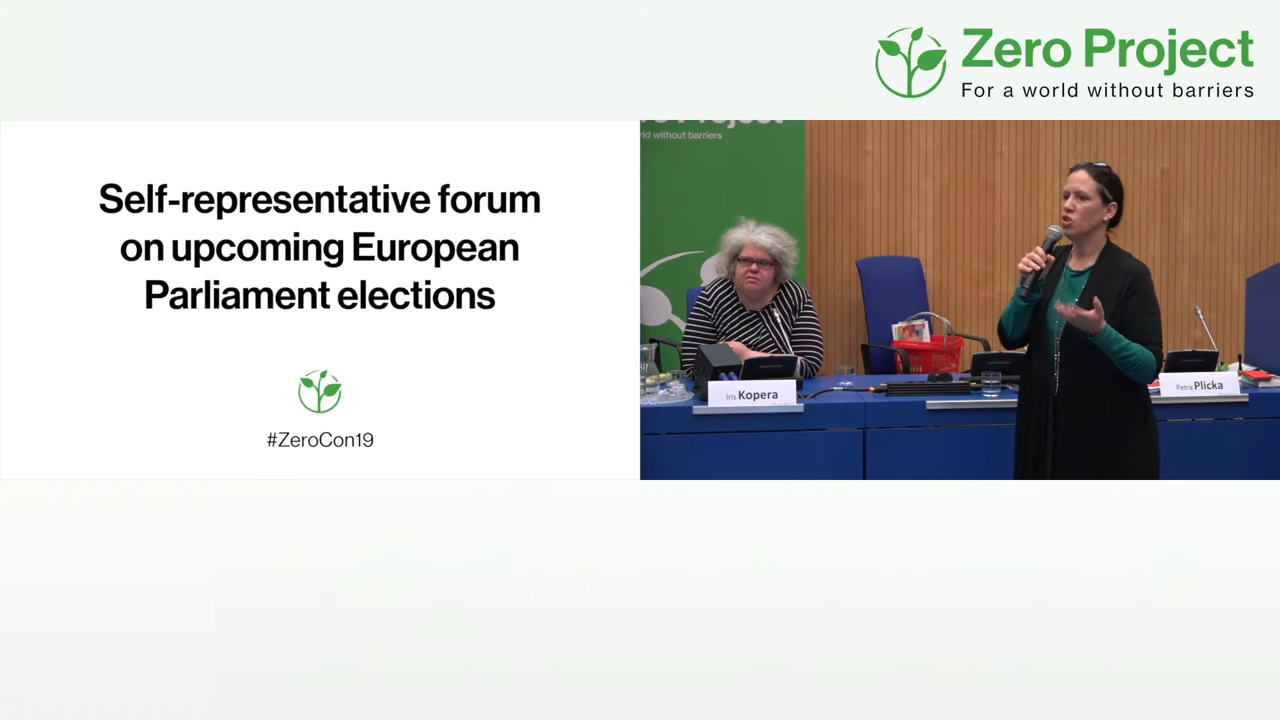 Zero Project
For a world without barriers
Self-representative forum
on upcoming European
Parliament elections
#ZeroCon19
world without barriers
Iris Kopera
Petra Plicka